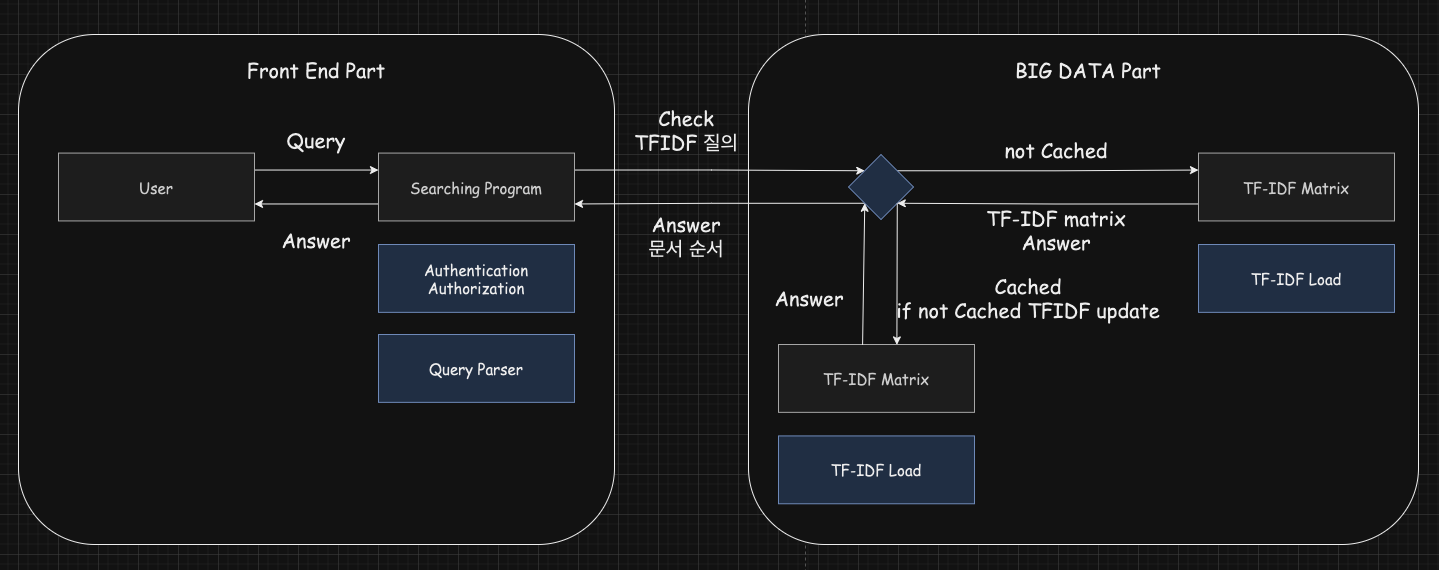 Front End Part
BIG DATA Part
Check
TFIDF 질의
Query
not Cached
User
Searching Program
TF-IDF Matrix
Answer
Answer
문서 순서
TF-IDF matrix
Answer
Authentication
Authorization
TF-IDF Load
Answer
Cached
if not Cached TFIDF update
Query Parser
TF-IDF Matrix
TF-IDF Load